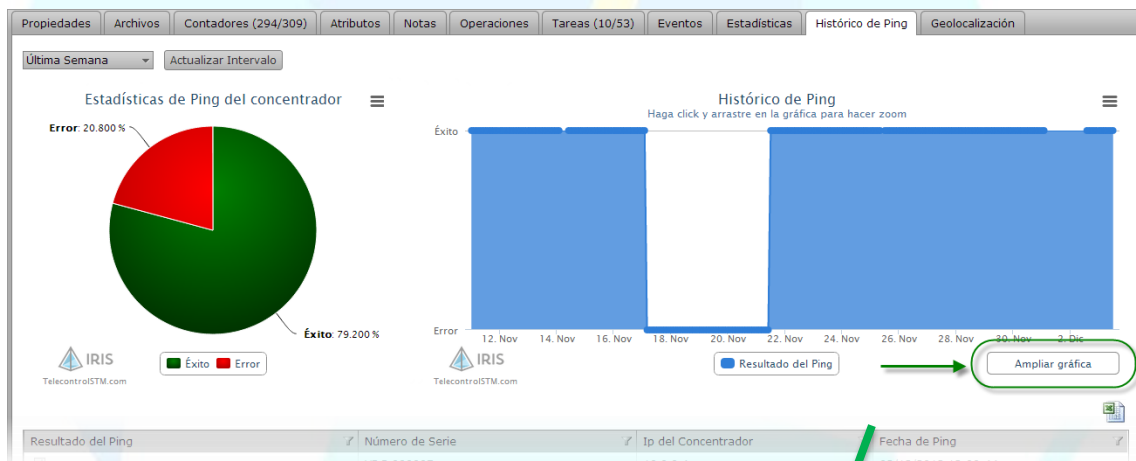 Propiedades Archivos Contadores (294/309) Atributos Notas Operaciones Tareas (10/53) Eventos Estadísticas Histórico de Ping Geolocalización
Última Semana Actualizar Intervalo
Estadísticas de Ping del concentrador
Error: 20.800 %
Éxito: 79.200 %
IRIS
TelecontrolSTM.com
Éxito Error
Histórico de Ping
Haga click y arrastre en la gráfica para hacer zoom
Éxito
Error
12. Nov 14. Nov 16. Nov 18. Nov 20. Nov 22. Nov 24. Nov 26. Nov 28. Nov 30. Nov 2. Dic
IRIS
TelecontrolSTM.com
Resultado del Ping
Ampliar gráfica
Resultado del Ping Número de Serie Ip del Concentrador Fecha de Ping